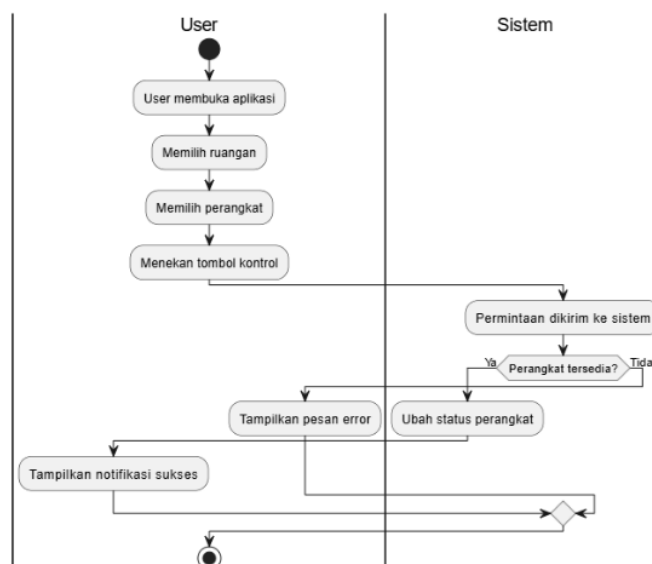 User
Sistem
User membuka aplikasi
Memilih ruangan
Memilih perangkat
Menekan tombol kontrol
Permintaan dikirim ke sistem
Ya
Perangkat tersedia?
Tida
Tampilkan pesan error
Ubah status perangkat
Tampilkan notifikasi sukses